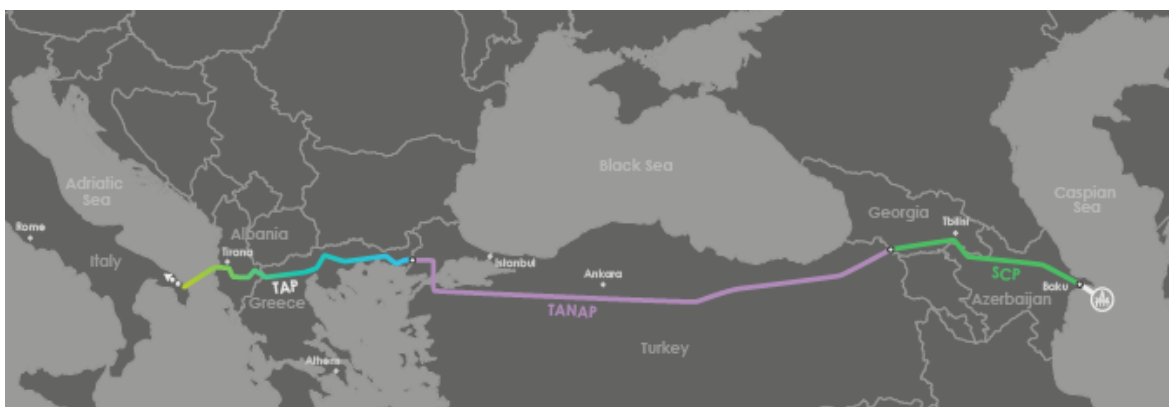 Black Sea
Adriatic
Sea
Caspian
Sea
Georgia
Tbilisi
Rome
Albania
Tirana
Italy
Istanbul
Ankara
SCP
TAP
Baku
Azerbaijan
Greece
TANAP
Turkey
Athens